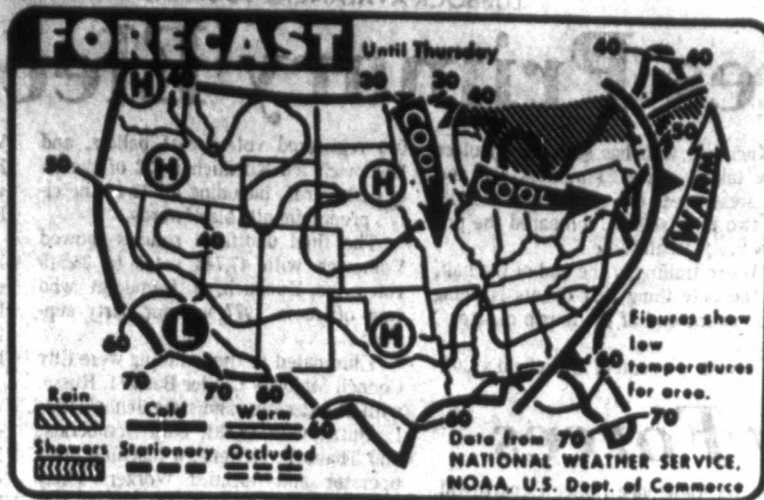 FORECAST
Until Thursday
40
30
30
40
40
40
50
50
COOL
COOL
WARM
H
H
H
H
L
40
60
70
70
60
60
60
60
70
70
Figures show
low
temperatures
for area.
Rain
Cold
Warm
Showers
Stationary
Occluded
Data from
NATIONAL WEATHER SERVICE,
NOAA, U.S. Dept. of Commerce